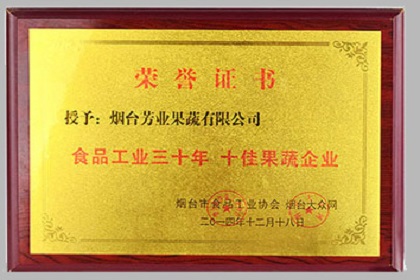 荣誉证书
授予：烟台芳业果蔬有限公司
食品工业三十年 十佳果蔬企业
烟台市食品工业协会 烟台大众网
二〇一四年十二月十八日